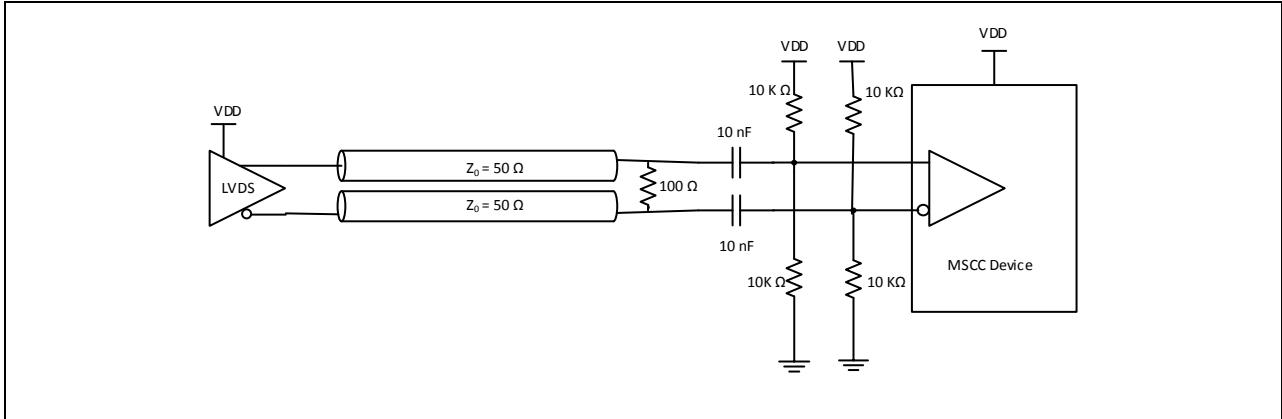 VDD
VDD
VDD
10 K Ω
10 KΩ
VDD
10 nF
Z₀ = 50 Ω
LVDS
100 Ω
Z₀ = 50 Ω
10 nF
MSCC Device
10K Ω
10 KΩ